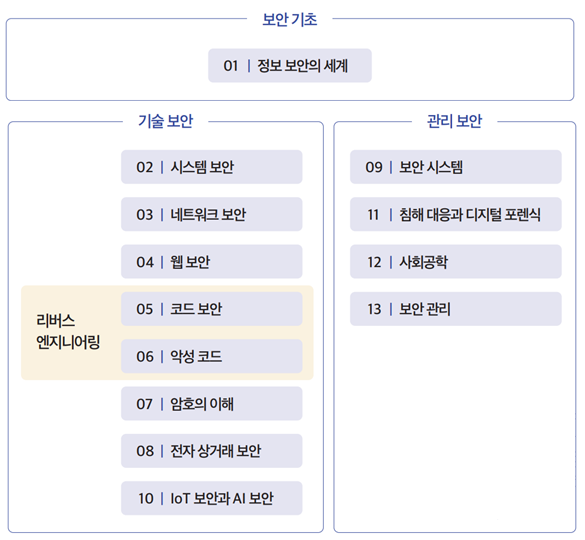 보안 기초
01 | 정보 보안의 세계
기술 보안
02 | 시스템 보안
03 | 네트워크 보안
04 | 웹 보안
리버스
엔지니어링
05 | 코드 보안
06 | 악성 코드
07 | 암호의 이해
08 | 전자 상거래 보안
10 | IoT 보안과 AI 보안
관리 보안
09 | 보안 시스템
11 | 침해 대응과 디지털 포렌식
12 | 사회공학
13 | 보안 관리